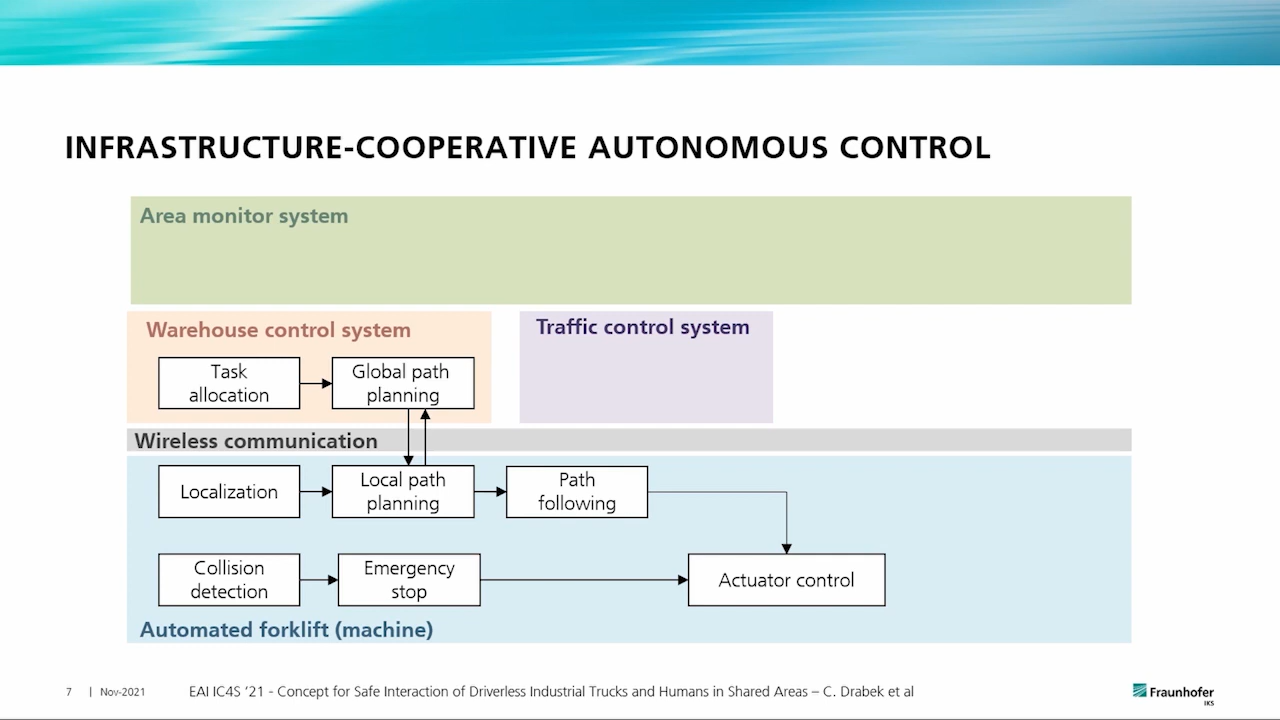 INFRASTRUCTURE-COOPERATIVE AUTONOMOUS CONTROL
Area monitor system
Warehouse control system
Traffic control system
Task
allocation
Global path
planning
Wireless communication
Localization
Local path
planning
Path
following
Collision
detection
Emergency
stop
Actuator control
Automated forklift (machine)
7 | Nov-2021 EAI IC4S ‘21 - Concept for Safe Interaction of Driverless Industrial Trucks and Humans in Shared Areas – C. Drabek et al
Fraunhofer
IKS